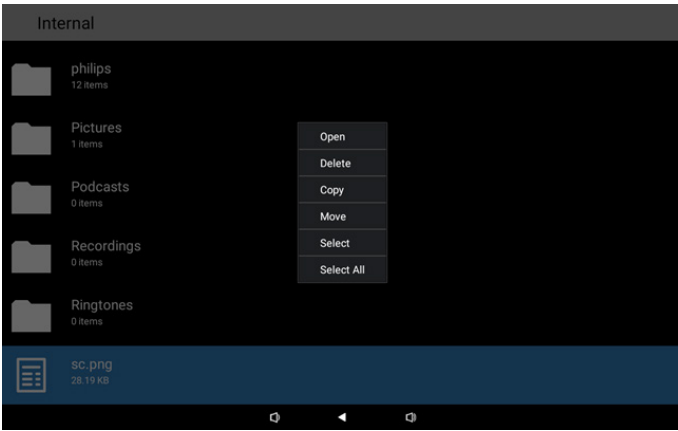 Internal
philips
12 items
Pictures
1 items
Podcasts
0 items
Recordings
0 items
Ringtones
0 items
sc.png
28.19 KB
Open
Delete
Copy
Move
Select
Select All